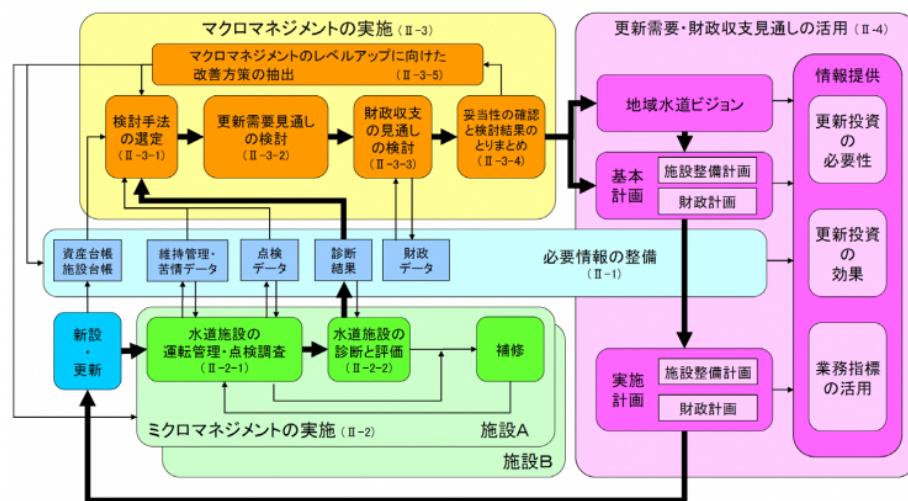 マクロマネジメントの実施(Ⅱ-3)
マクロマネジメントのレベルアップに向けた
改善方策の抽出 (Ⅱ-3-5)
検討手法
の選定
(Ⅱ-3-1)
更新需要見通し
の検討
(Ⅱ-3-2)
財政収支
の見通し
の検討
(Ⅱ-3-3)
妥当性の確認
と検討結果の
とりまとめ
(Ⅱ-3-4)
更新需要・財政収支見通しの活用(Ⅱ-4)
地域水道ビジョン
基本
計画
施設整備計画
財政計画
実施
計画
施設整備計画
財政計画
情報提供
更新投資
の
必要性
更新投資
の
効果
業務指標
の活用
資産台帳
施設台帳
維持管理・
苦情データ
点検
データ
診断
結果
財政
データ
必要情報の整備
(Ⅱ-1)
新設
・
更新
水道施設の
運転管理・点検調査
(Ⅱ-2-1)
水道施設の
診断と評価
(Ⅱ-2-2)
補修
ミクロマネジメントの実施(Ⅱ-2)
施設A
施設B